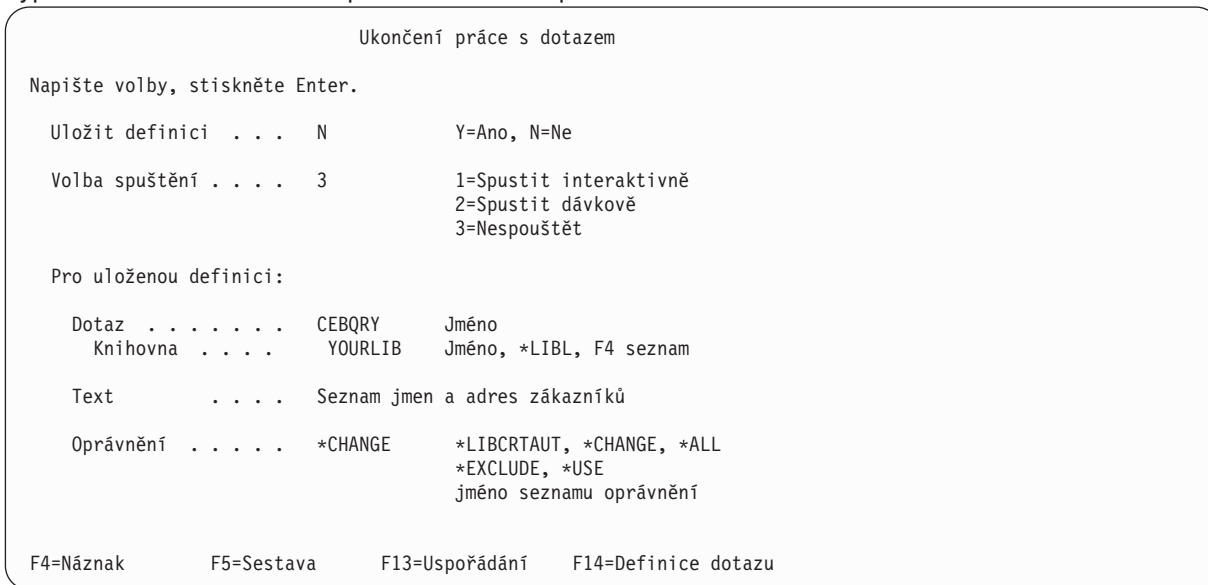 Ukončení práce s dotazem
Napište volby, stiskněte Enter.
Uložit definici . . . N Y=Ano, N=Ne
Volba spuštění . . . . 3 1=Spustit interaktivně
2=Spustit dávkově
3=Nespouštět
Pro uloženou definici:
Dotaz . . . . . . . CEBQRY Jméno
Knihovna . . . . YOURLIB Jméno, *LIBL, F4 seznam
Text . . . . Seznam jmen a adres zákazníků
Oprávnění . . . . . *CHANGE *LIBCRTAUT, *CHANGE, *ALL
*EXCLUDE, *USE
jméno seznamu oprávnění
F4=Náznak F5=Sestava F13=Uspořádání F14=Definice dotazu